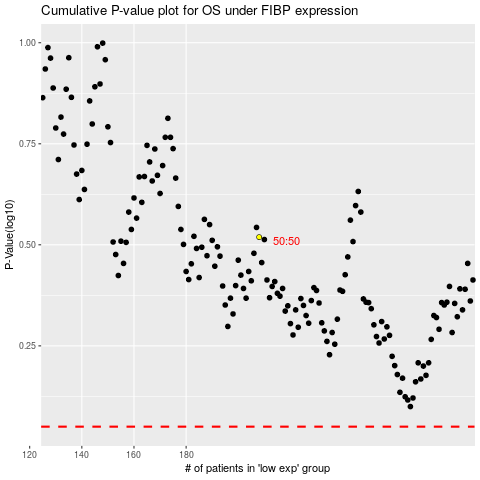 Cumulative P-value plot for OS under FIBP expression
P-Value(log10)
1.00
0.75
0.50
0.25
50:50
120 140 160 180
# of patients in 'low exp' group